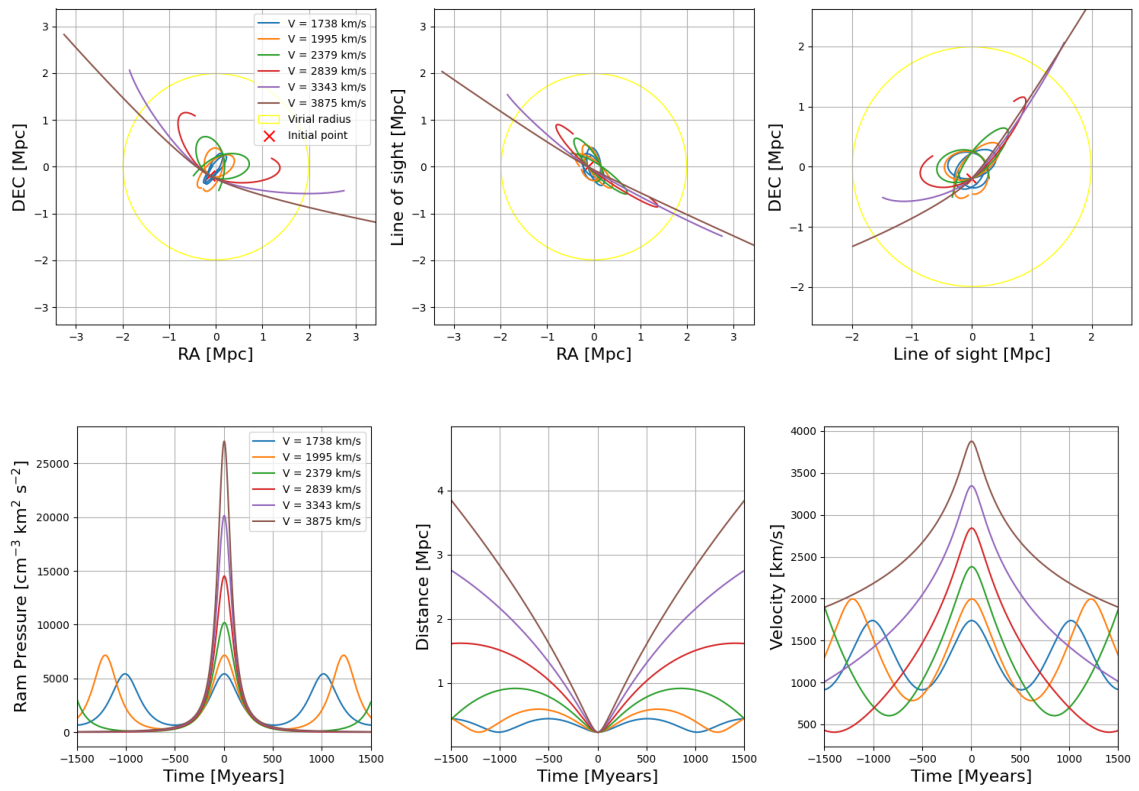 DEC [Mpc]
3
2
1
0
−1
−2
−3
−3
−2
−1
0
1
2
3
RA [Mpc]
V = 1738 km/s
V = 1995 km/s
V = 2379 km/s
V = 2839 km/s
V = 3343 km/s
V = 3875 km/s
Virial radius
Initial point
Line of sight [Mpc]
3
2
1
0
−1
−2
−3
−3
−2
−1
0
1
2
3
RA [Mpc]
DEC [Mpc]
2
1
0
−1
−2
−2
−1
0
1
2
Line of sight [Mpc]
Ram Pressure [cm⁻³ km² s⁻²]
25000
20000
15000
10000
5000
0
−1500
−1000
−500
0
500
1000
1500
Time [Myears]
V = 1738 km/s
V = 1995 km/s
V = 2379 km/s
V = 2839 km/s
V = 3343 km/s
V = 3875 km/s
Distance [Mpc]
4
3
2
1
−1500
−1000
−500
0
500
1000
1500
Time [Myears]
Velocity [km/s]
4000
3500
3000
2500
2000
1500
1000
500
−1500
−1000
−500
0
500
1000
1500
Time [Myears]